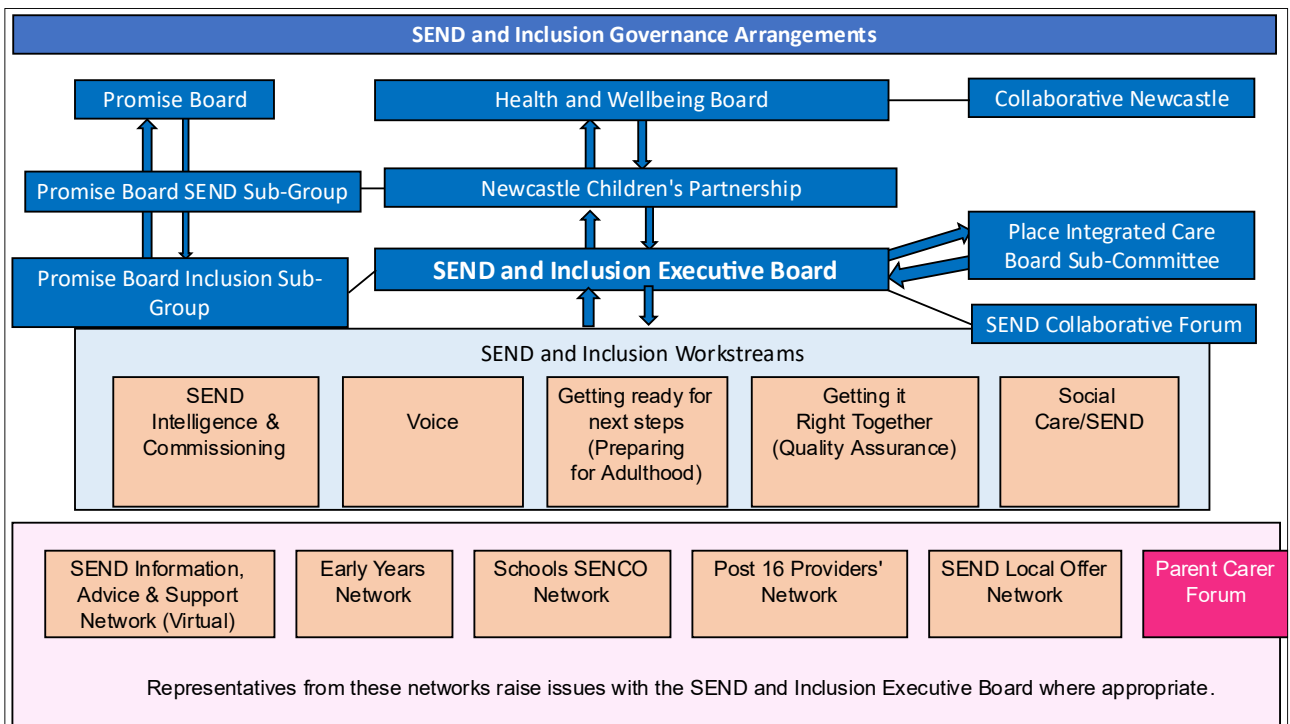 SEND and Inclusion Governance Arrangements
Promise Board
Health and Wellbeing Board
Collaborative Newcastle
Promise Board SEND Sub-Group
Newcastle Children's Partnership
Promise Board Inclusion Sub-
Group
SEND and Inclusion Executive Board
Place Integrated Care
Board Sub-Committee
SEND Collaborative Forum
SEND and Inclusion Workstreams
SEND
Intelligence &
Commissioning
Voice
Getting ready for
next steps
(Preparing
for Adulthood)
Getting it
Right Together
(Quality Assurance)
Social
Care/SEND
SEND Information,
Advice & Support
Network (Virtual)
Early Years
Network
Schools SENCO
Network
Post 16 Providers'
Network
SEND Local Offer
Network
Parent Carer
Forum
Representatives from these networks raise issues with the SEND and Inclusion Executive Board where appropriate.